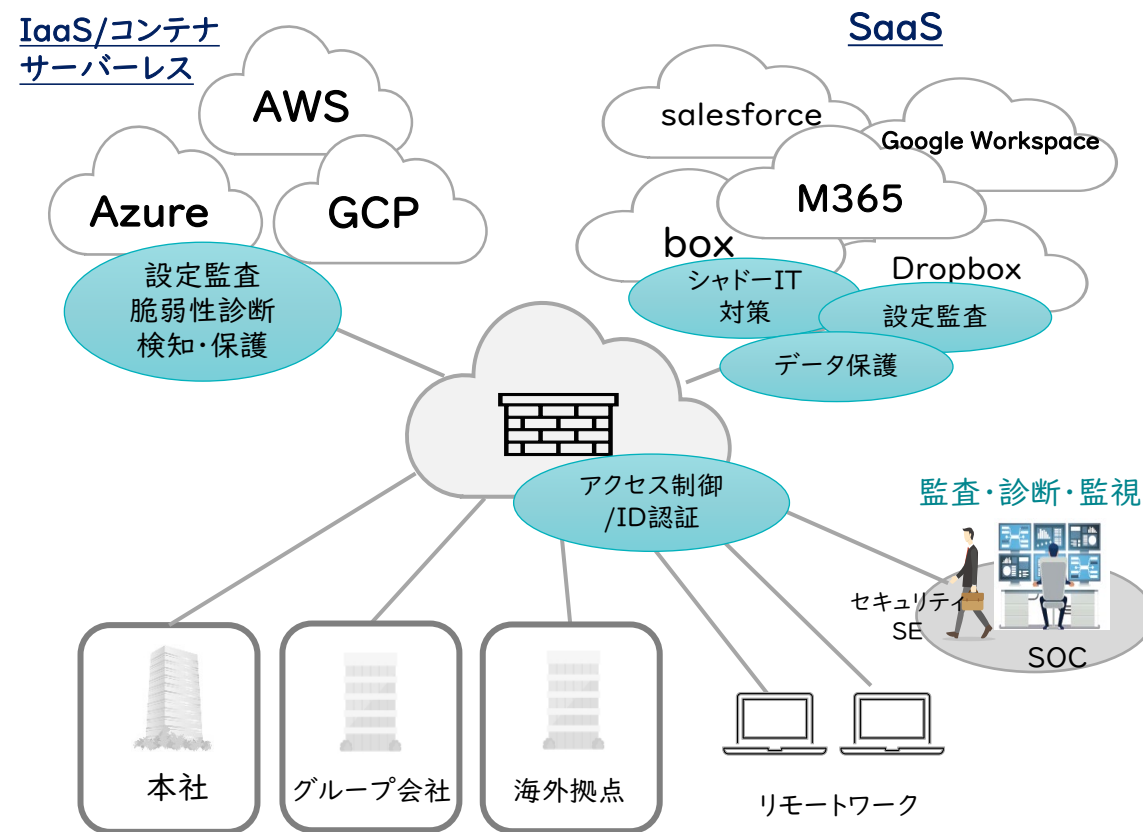 IaaS/コンテナ
サーバーレス
AWS
Azure
GCP
設定監査
脆弱性診断
検知・保護
SaaS
salesforce
Google Workspace
M365
box
Dropbox
シャドーIT
対策
設定監査
データ保護
アクセス制御
/ID認証
監査・診断・監視
セキュリティ
SE
SOC
本社
グループ会社
海外拠点
リモートワーク